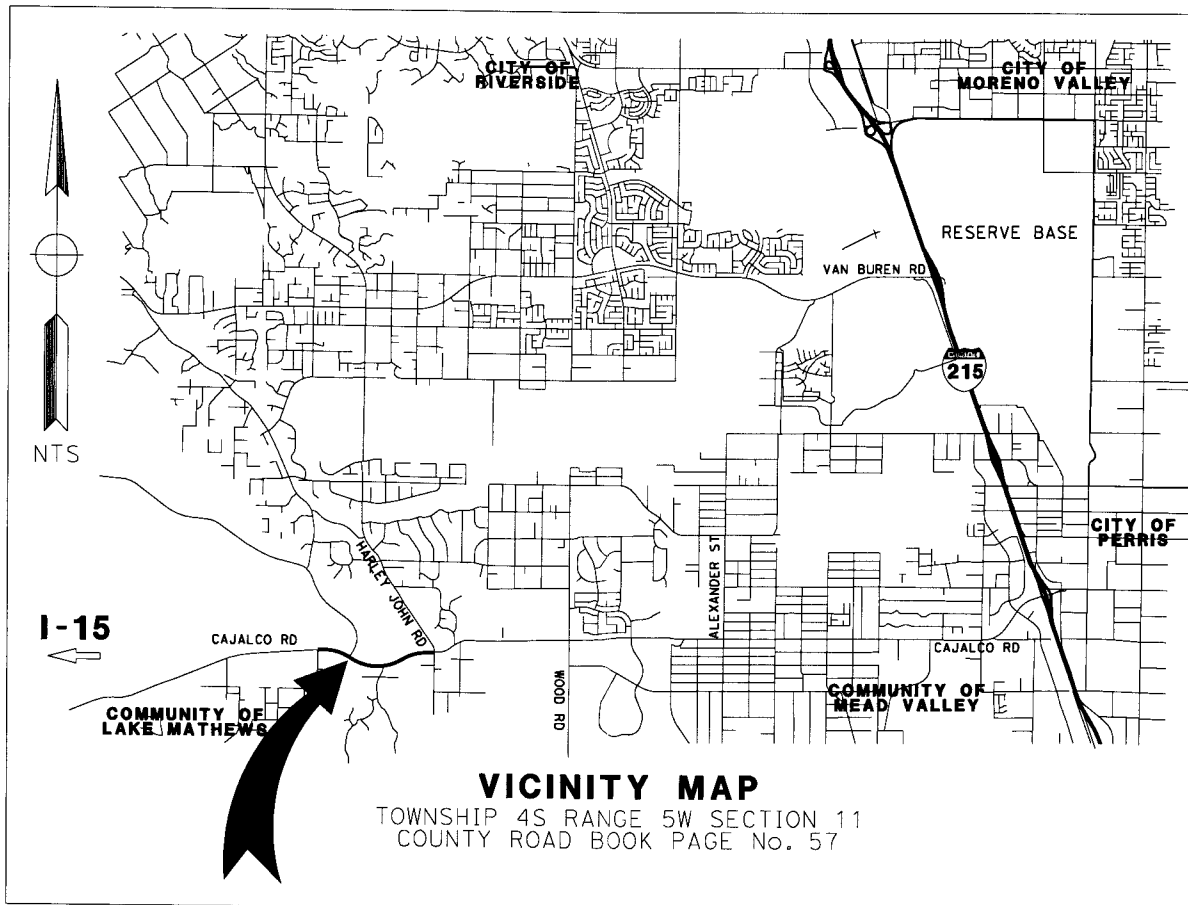 CITY OF
RIVERSIDE
CITY OF
MORENO VALLEY
RESERVE BASE
VAN BUREN RD
215
NTS
CITY OF
PERRIS
HARLEY JOHN RD
ALEXANDER ST
I-15
CAJALCO RD
CAJALCO RD
WOOD RD
COMMUNITY OF
LAKE MATHEWS
COMMUNITY OF
MEAD VALLEY
VICINITY MAP
TOWNSHIP 4S RANGE 5W SECTION 11
COUNTY ROAD BOOK PAGE No. 57